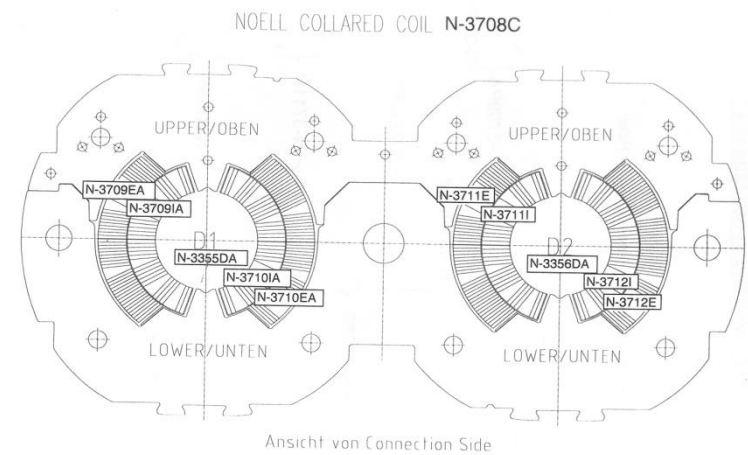 NOELL COLLARED COIL N-3708C
UPPER/OBEN
N-3709EA
N-3709IA
D1
N-3355DA
N-3710IA
N-3710EA
LOWER/UNTEN
UPPER/OBEN
N-3711E
N-3711I
D2
N-3356DA
N-3712I
N-3712E
LOWER/UNTEN
Ansicht von Connection Side